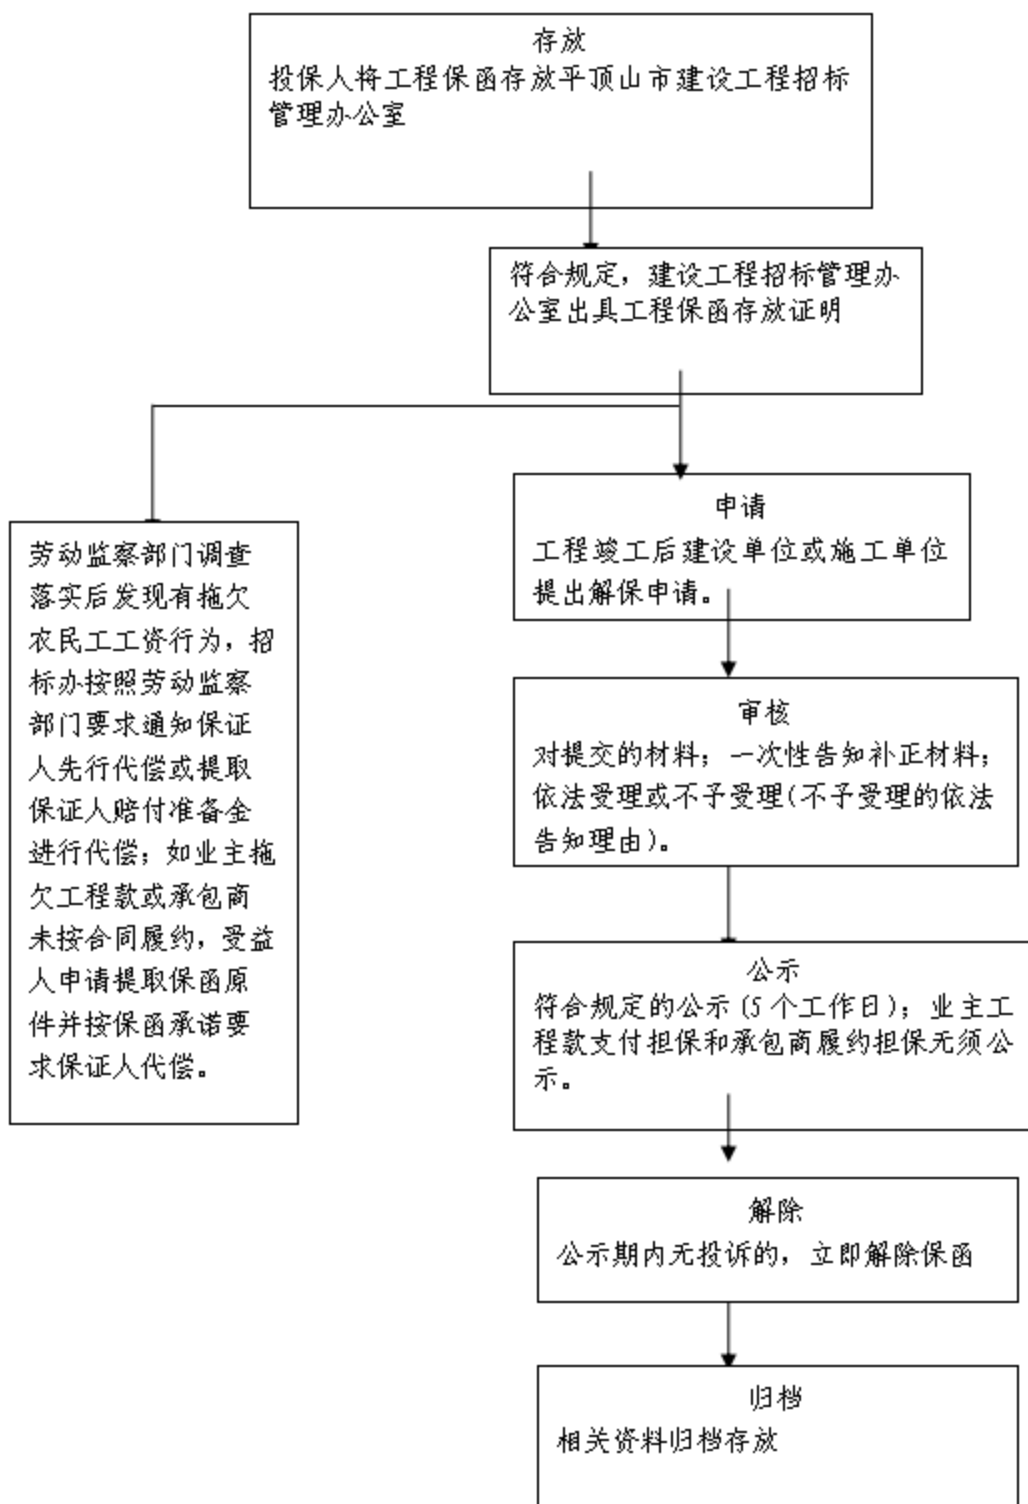 存放
投保人将工程保函存放平顶山市建设工程招标
管理办公室
符合规定，建设工程招标管理办
公室出具工程保函存放证明
劳动监察部门调查
落实后发现有拖欠
农民工工资行为，招
标办按照劳动监察
部门要求通知保证
人先行代偿或提取
保证人赔付准备金
进行代偿；如业主拖
欠工程款或承包商
未按合同履约，受益
人申请提取保函原
件并按保函承诺要
求保证人代偿。
申请
工程竣工后建设单位或施工单位
提出解保申请。
审核
对提交的材料；一次性告知补正材料；
依法受理或不予受理(不予受理的依法
告知理由)。
公示
符合规定的公示(5个工作日)；业主工
程款支付担保和承包商履约担保无须公
示。
解除
公示期内无投诉的，立即解除保函
归档
相关资料归档存放